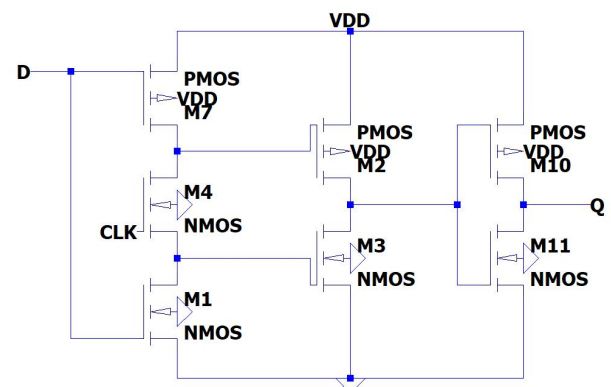 VDD
D
PMOS
VDD
M7
PMOS
VDD
M2
PMOS
VDD
M10
M4
NMOS
CLK
Q
M3
NMOS
M11
NMOS
M1
NMOS